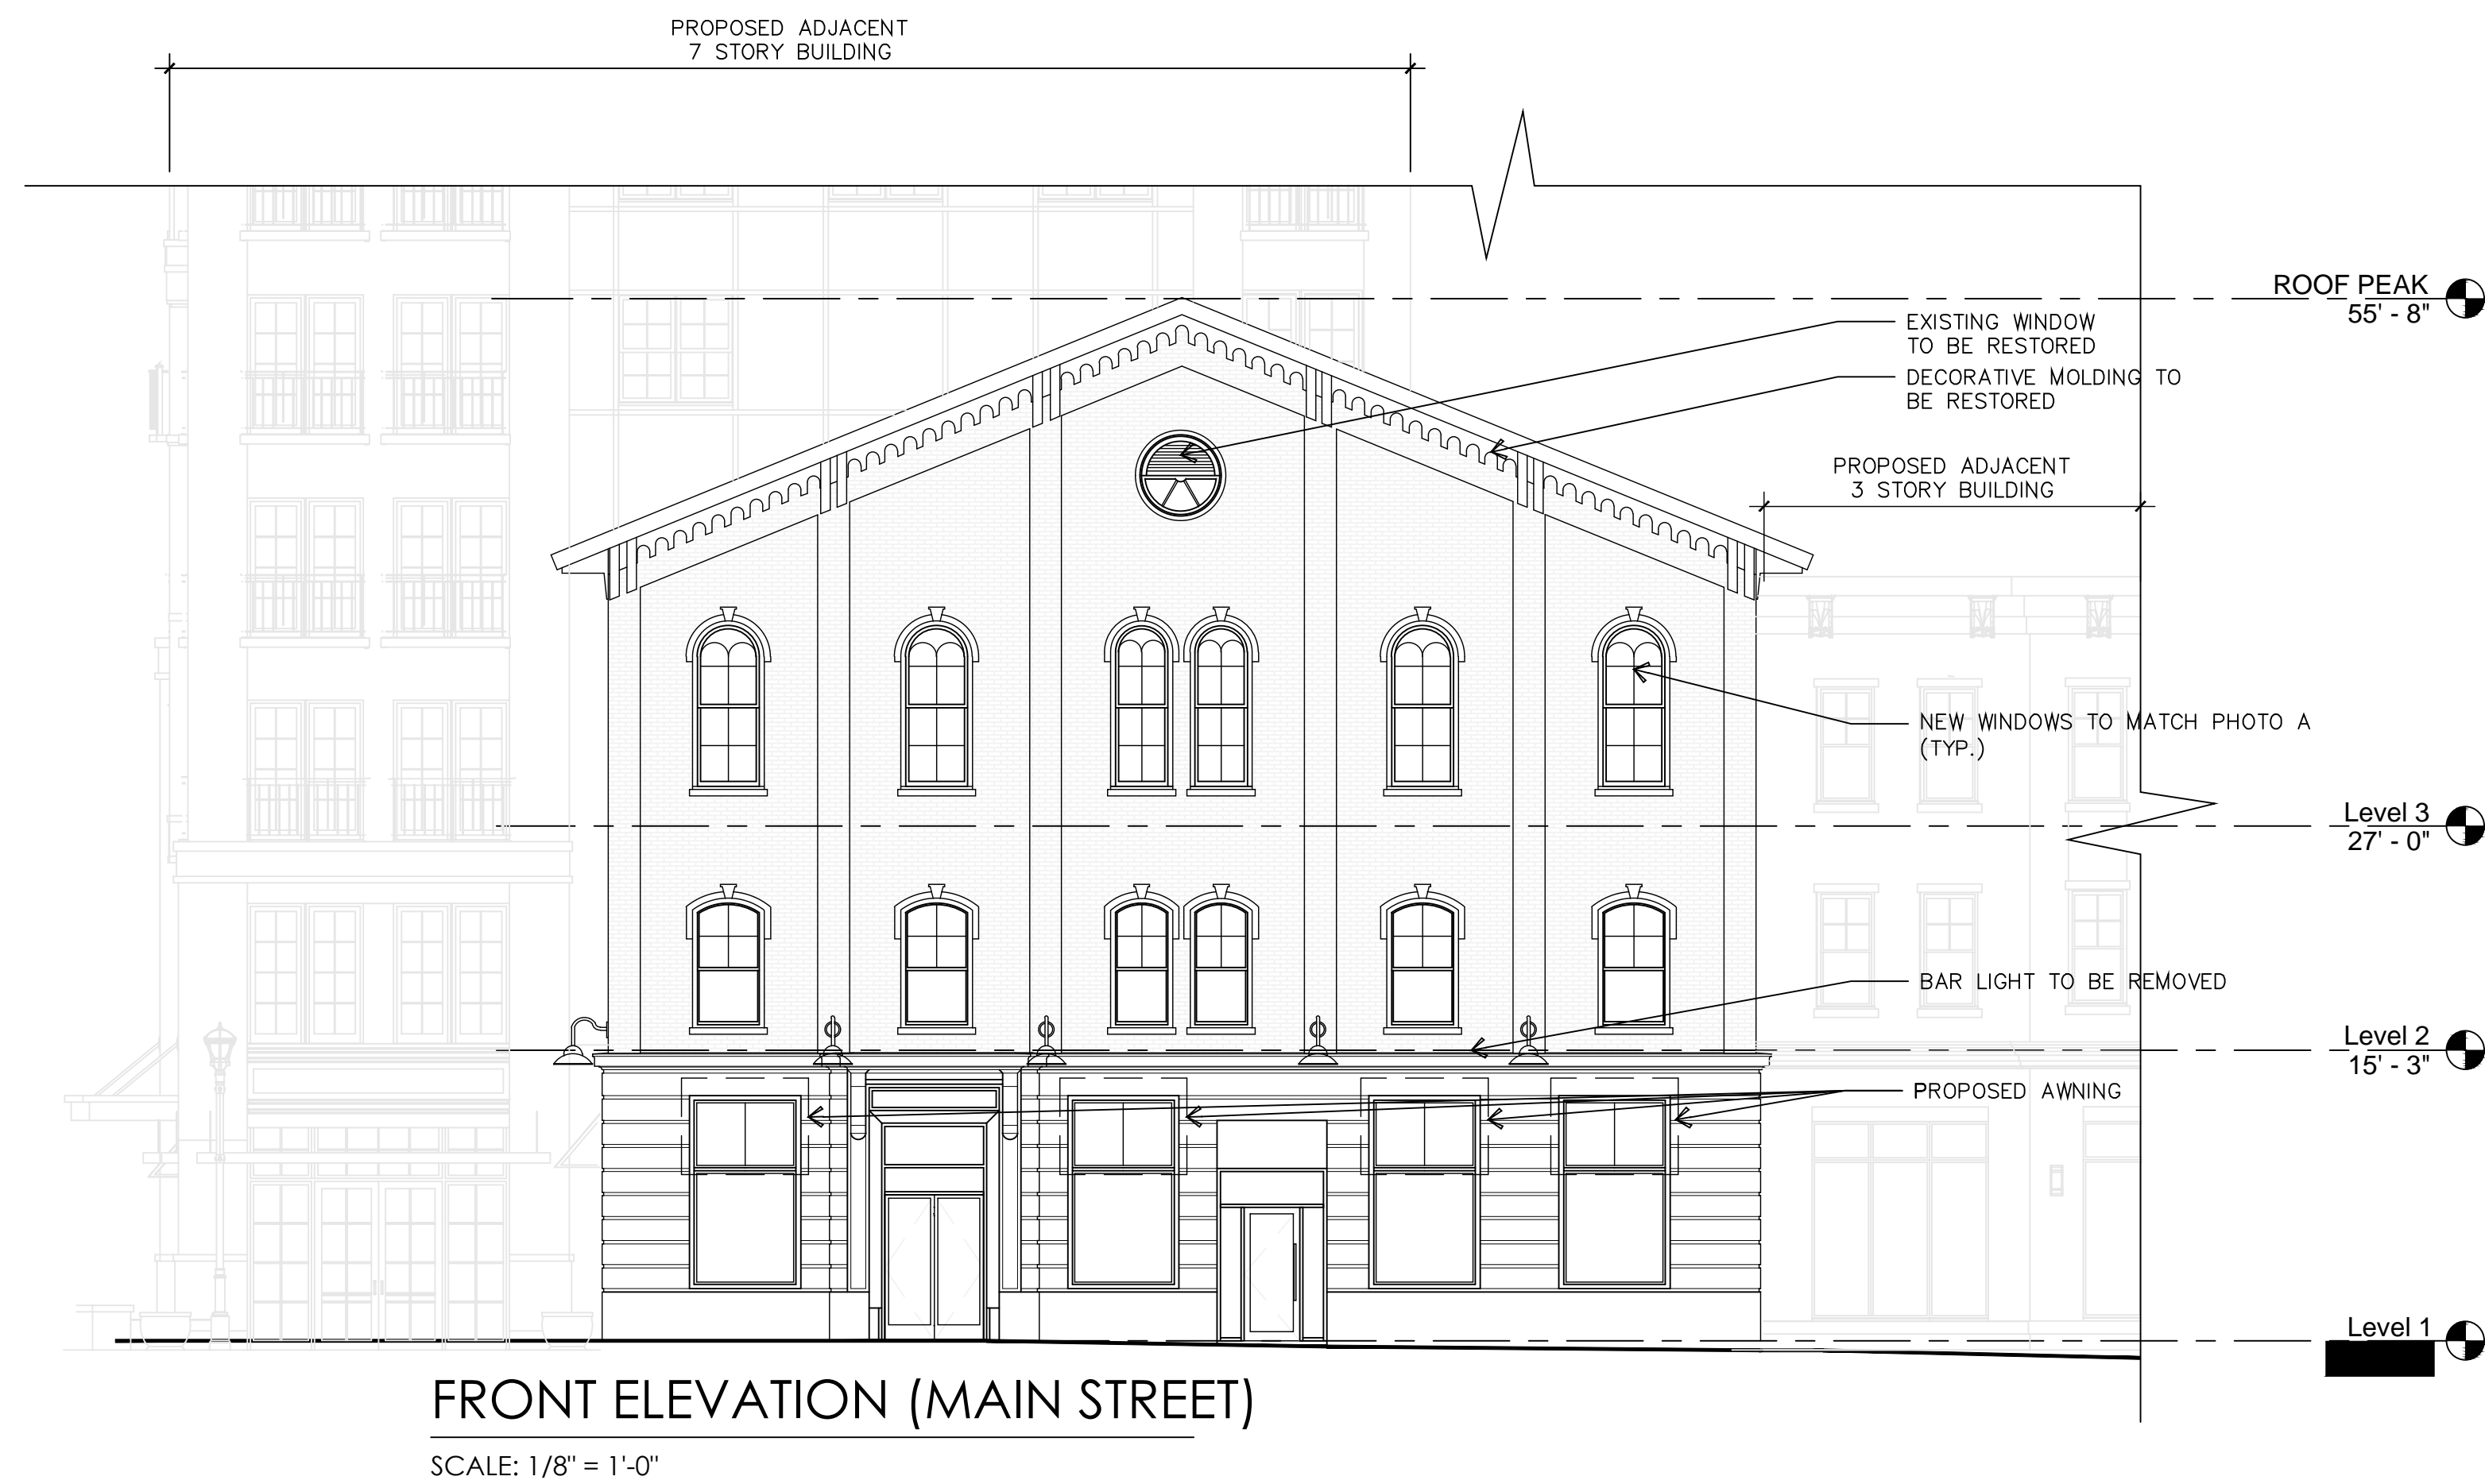 PROPOSED ADJACENT
7 STORY BUILDING
ROOF PEAK
55' - 8"
EXISTING WINDOW
TO BE RESTORED
DECORATIVE MOLDING TO
BE RESTORED
PROPOSED ADJACENT
3 STORY BUILDING
NEW WINDOWS TO MATCH PHOTO A
(TYP.)
Level 3
27' - 0"
BAR LIGHT TO BE REMOVED
Level 2
15' - 3"
PROPOSED AWNING
Level 1
FRONT ELEVATION (MAIN STREET)
SCALE: 1/8" = 1'-0"